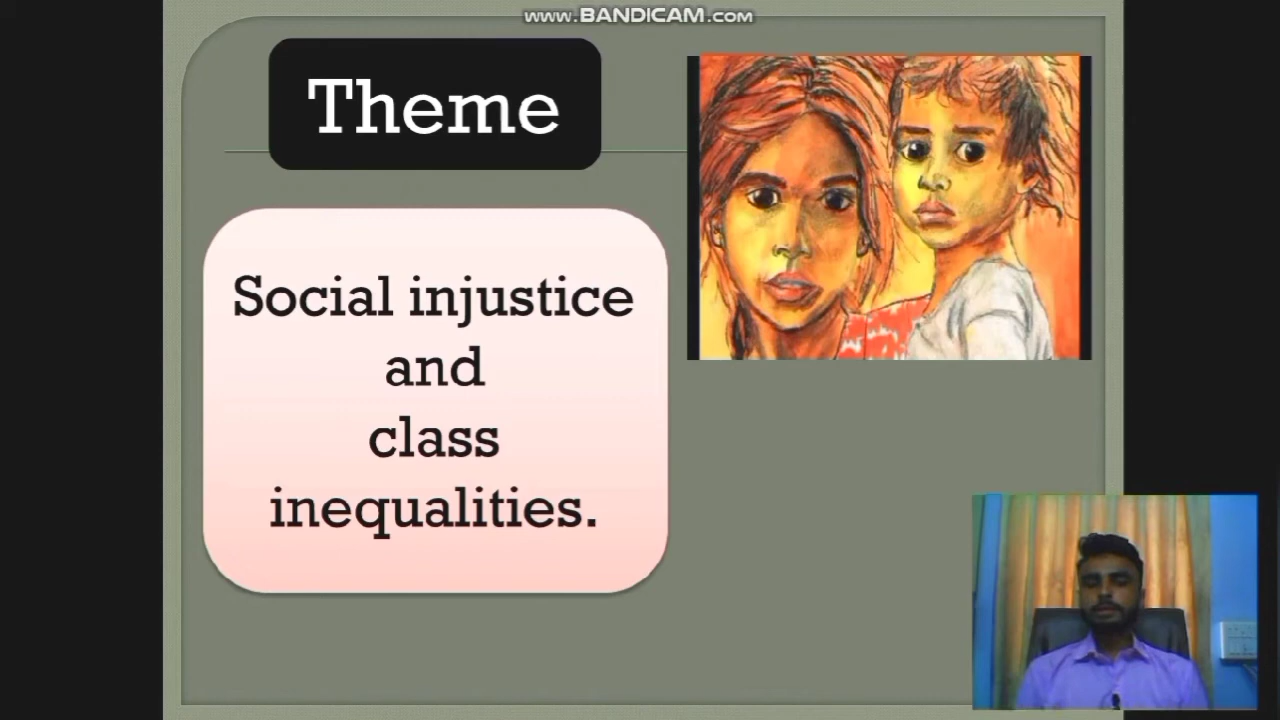 www.BANDICAM.com
Theme
Social injustice
and
class
inequalities.